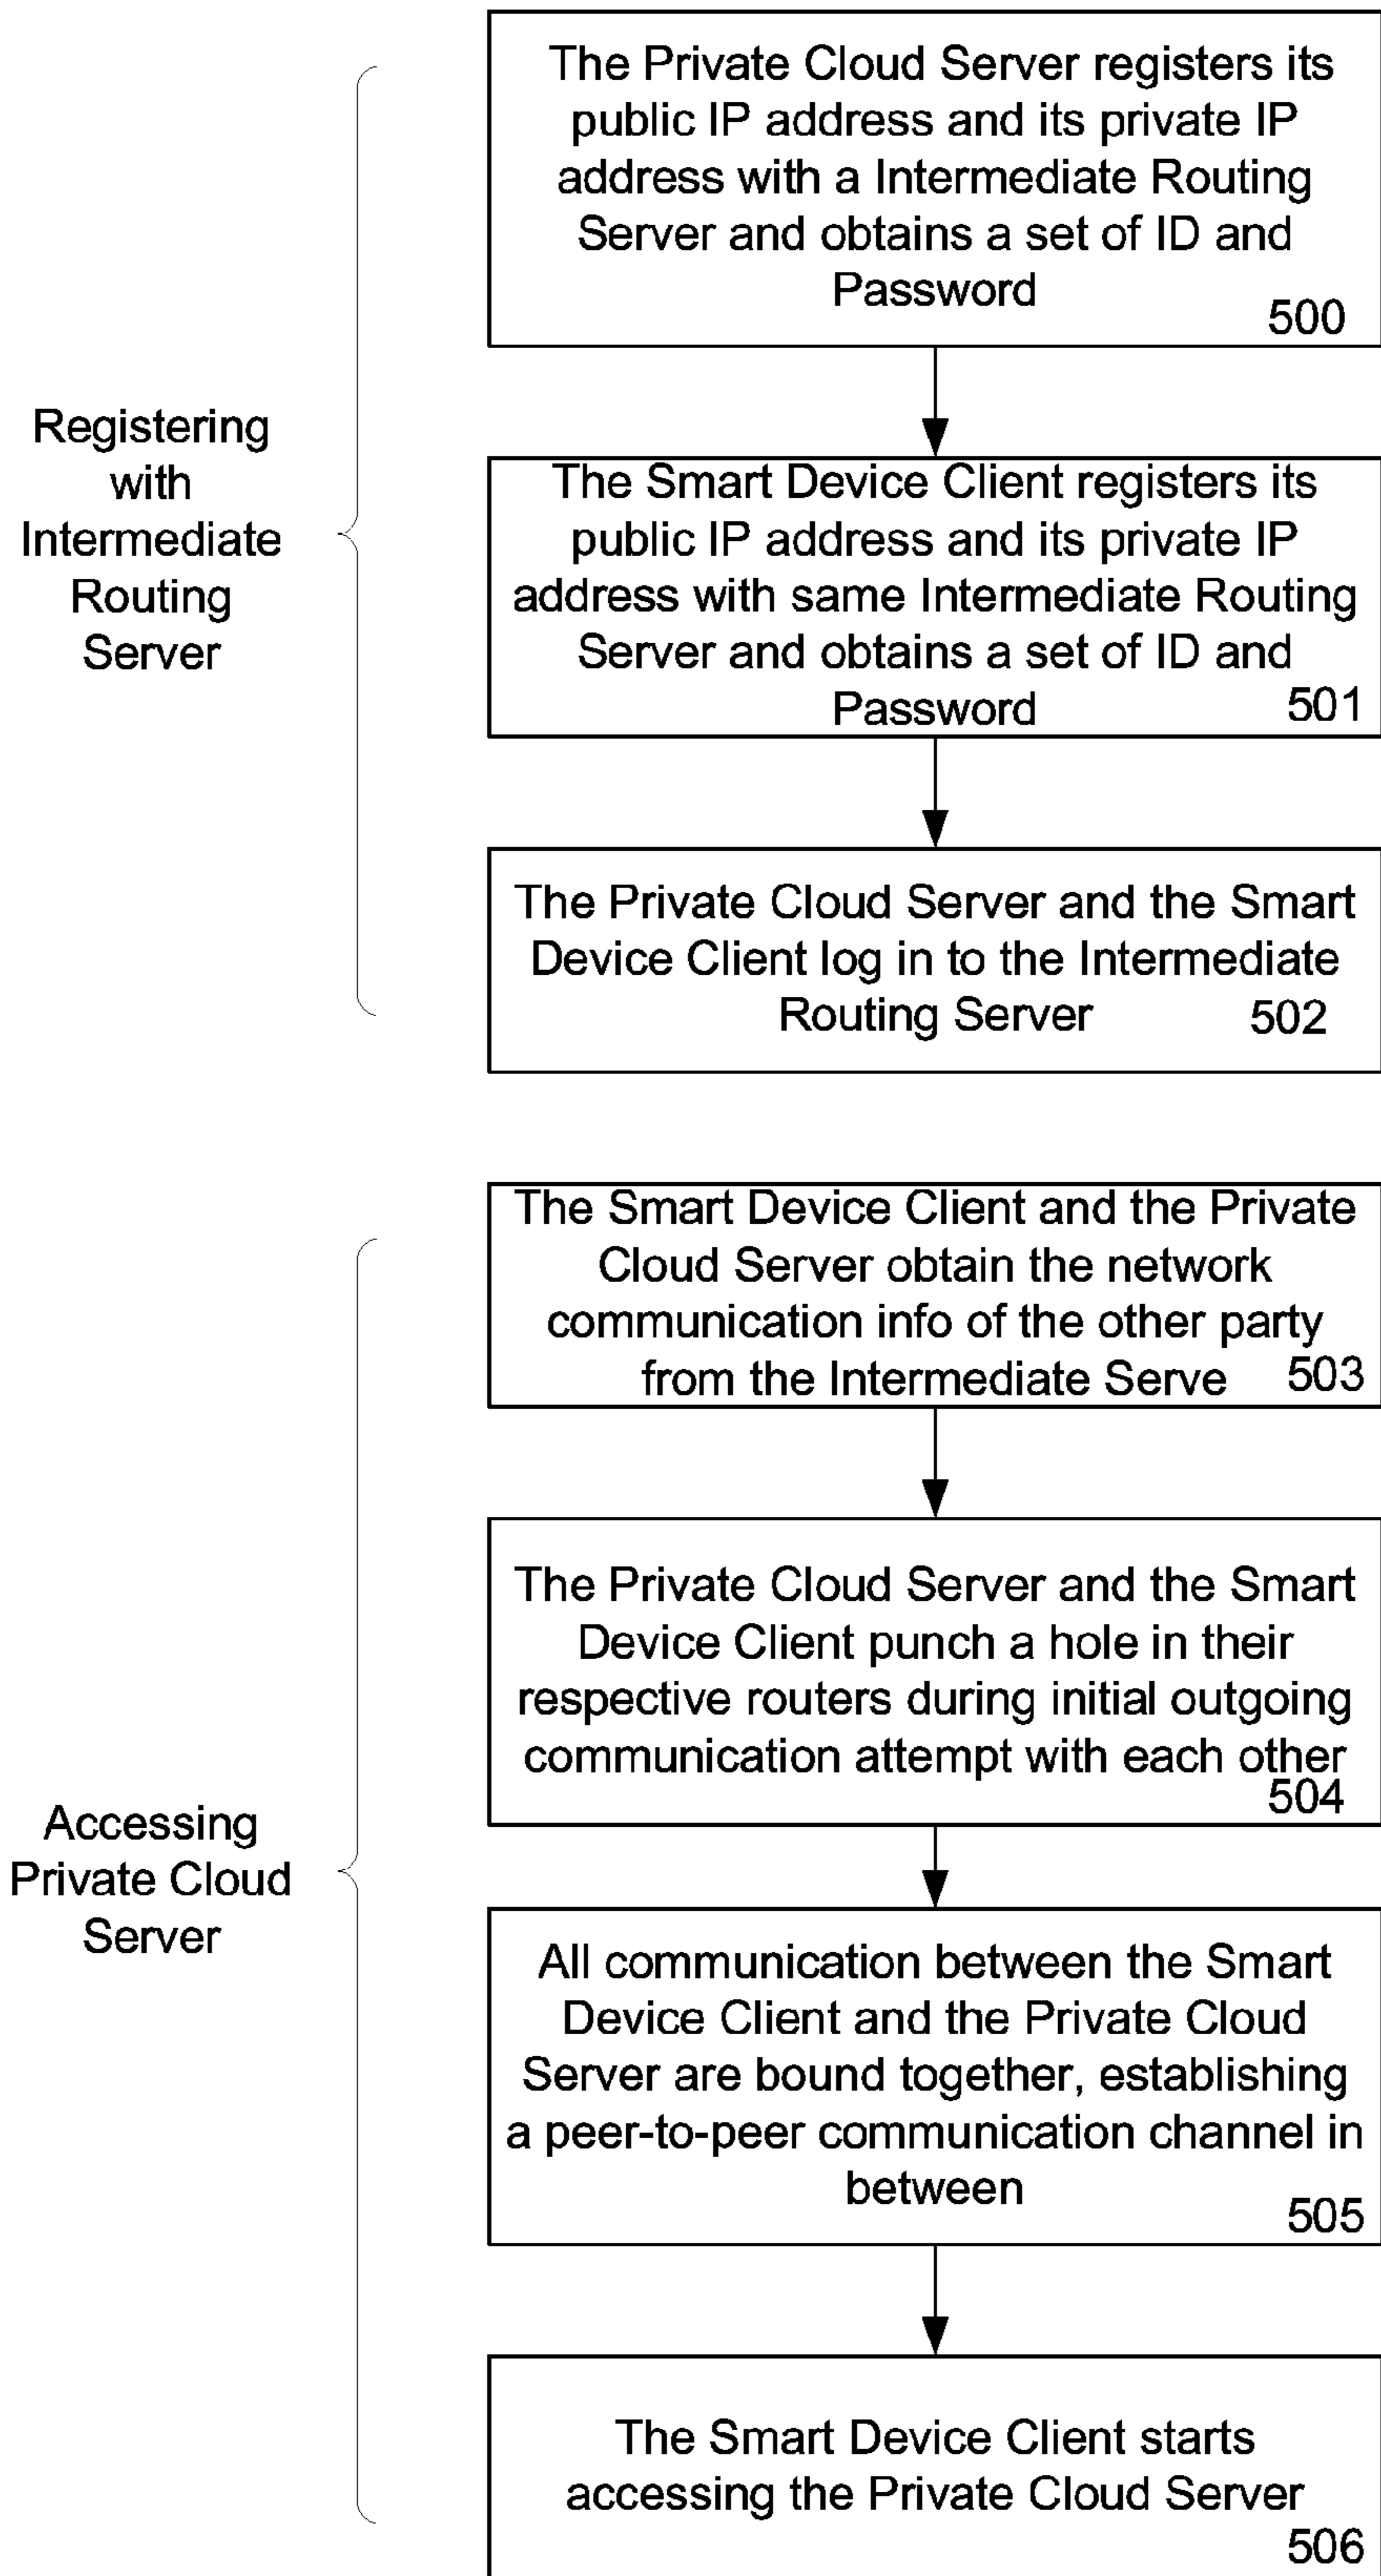 The Private Cloud Server registers its
public IP address and its private IP
address with a Intermediate Routing
Server and obtains a set of ID and
Password
500
Registering
with
Intermediate
Routing
Server
The Smart Device Client registers its
public IP address and its private IP
address with same Intermediate Routing
Server and obtains a set of ID and
Password
501
The Private Cloud Server and the Smart
Device Client log in to the Intermediate
Routing Server
502
The Smart Device Client and the Private
Cloud Server obtain the network
communication info of the other party
from the Intermediate Serve
503
The Private Cloud Server and the Smart
Device Client punch a hole in their
respective routers during initial outgoing
communication attempt with each other
504
Accessing
Private Cloud
Server
All communication between the Smart
Device Client and the Private Cloud
Server are bound together, establishing
a peer-to-peer communication channel in
between
505
The Smart Device Client starts
accessing the Private Cloud Server
506